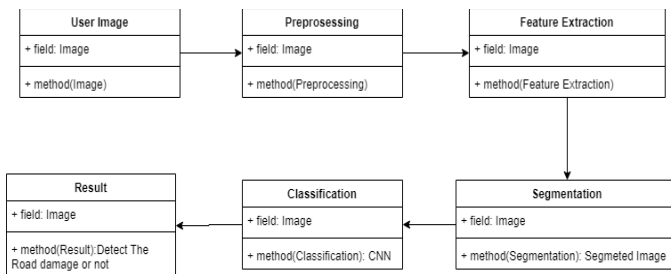 User Image
+ field: Image
+ method(Image)
Preprosessing
+ field: Image
+ method(Preprocessing)
Feature Extraction
+ field: Image
+ method(Feature Extraction)
Result
+ field: Image
+ method(Result):Detect The
Road damage or not
Classification
+ field: Image
+ method(Classification): CNN
Segmentation
+ field: Image
+ method(Segmentation): Segmeted Image